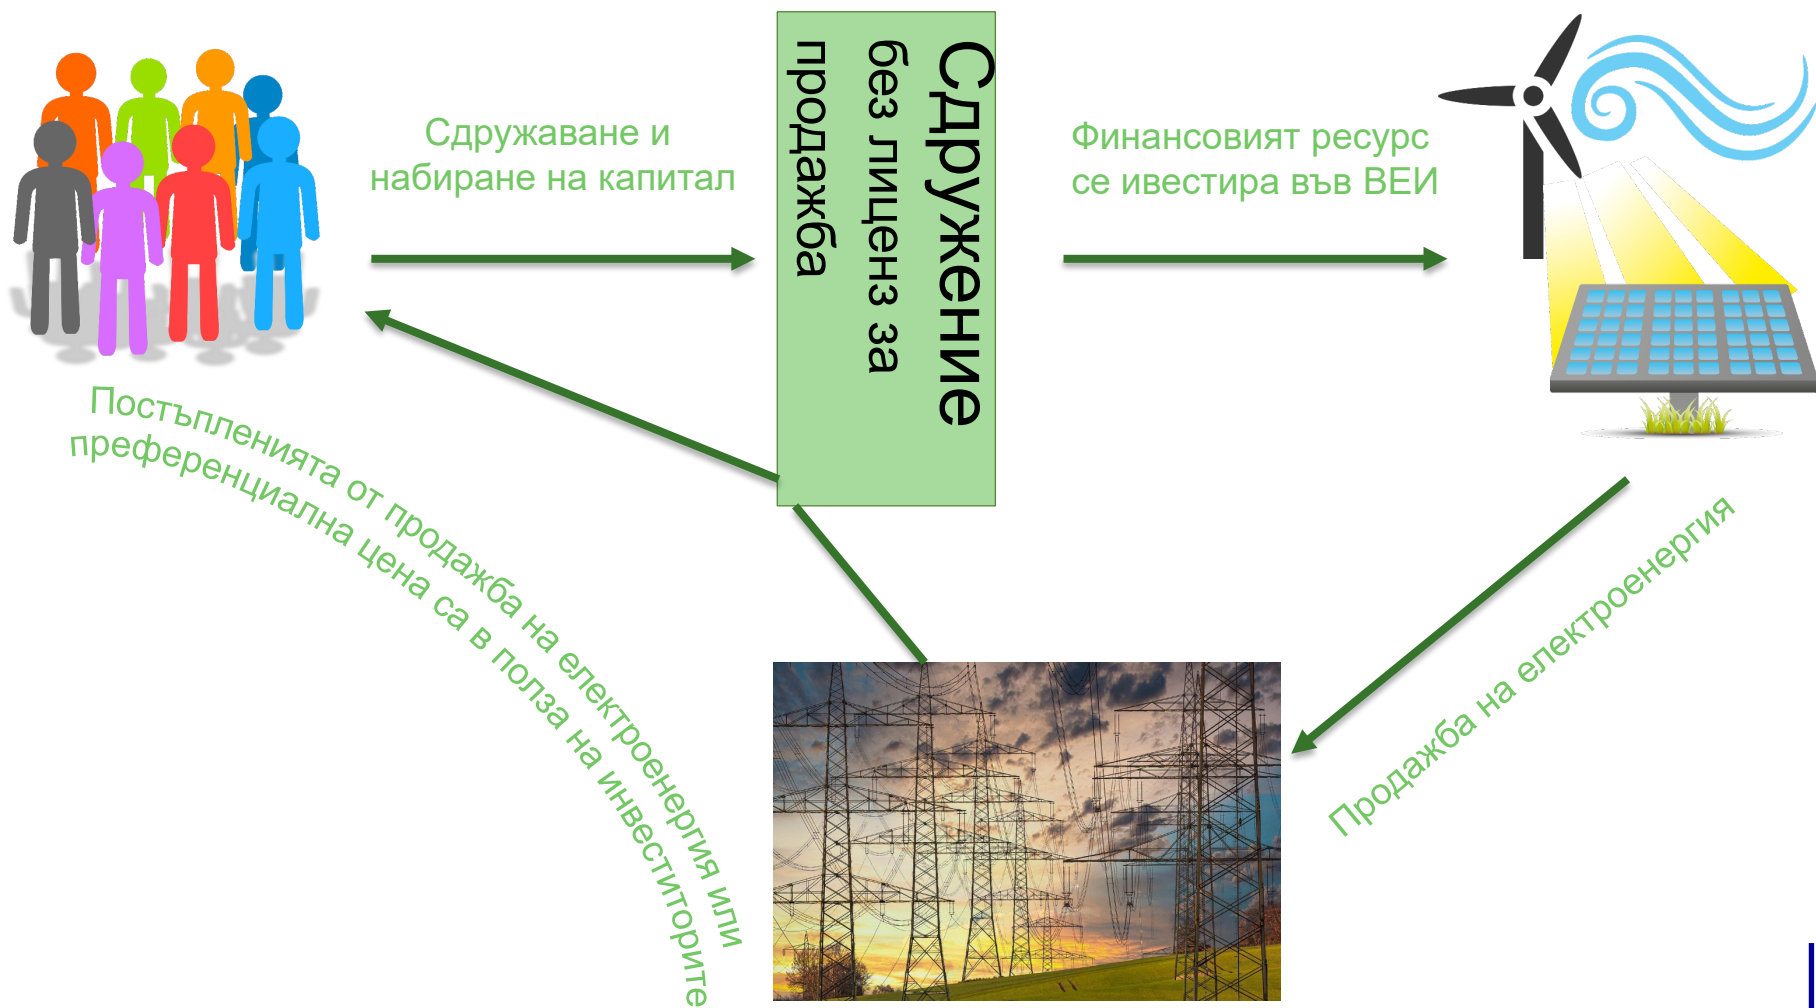 Сдружаване и
набиране на капитал
Сдружение
без лиценз за
продажба
Финансовият ресурс
се ивестира във ВЕИ
Постъпленията от продажба на електроенергия или
преференциална цена са в полза на инвеститорите
Продажба на електроенергия